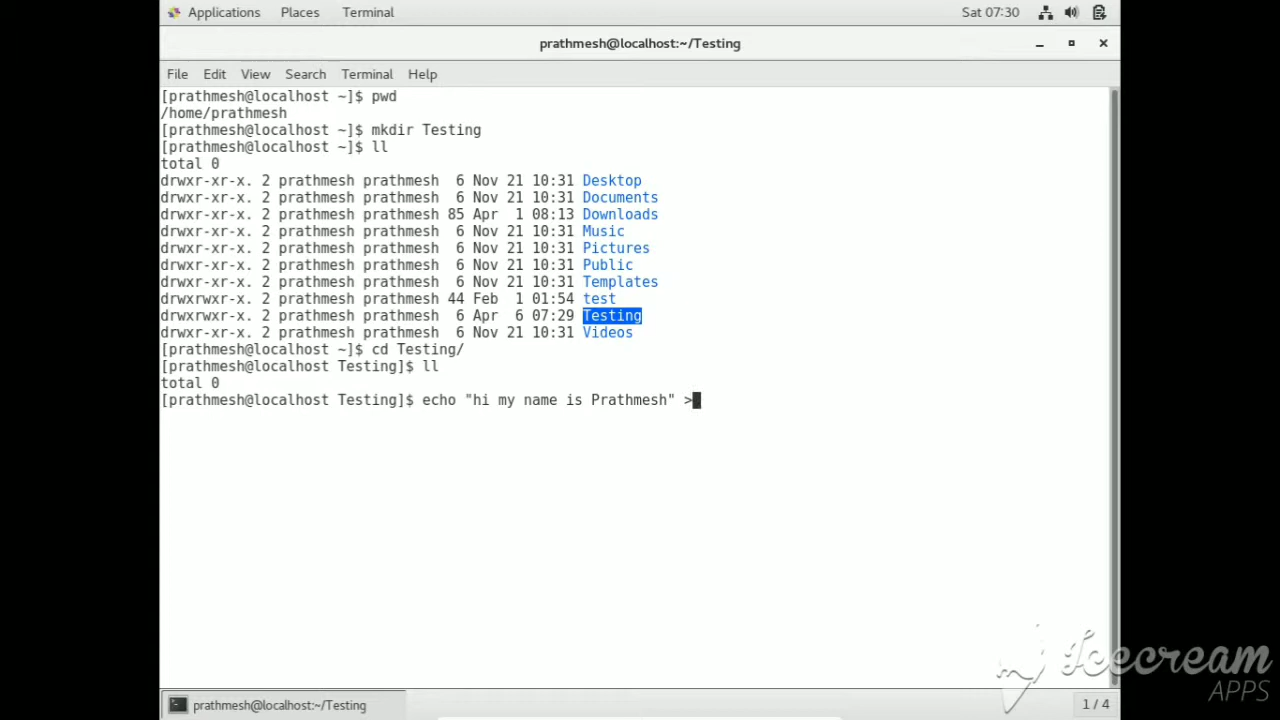 Applications Places Terminal Sat 07:30
prathmesh@localhost:~/Testing
File Edit View Search Terminal Help
[prathmesh@localhost ~]$ pwd
/home/prathmesh
[prathmesh@localhost ~]$ mkdir Testing
[prathmesh@localhost ~]$ ll
total 0
drwxr-xr-x. 2 prathmesh prathmesh  6 Nov 21 10:31 Desktop
drwxr-xr-x. 2 prathmesh prathmesh  6 Nov 21 10:31 Documents
drwxr-xr-x. 2 prathmesh prathmesh 85 Apr  1 08:13 Downloads
drwxr-xr-x. 2 prathmesh prathmesh  6 Nov 21 10:31 Music
drwxr-xr-x. 2 prathmesh prathmesh  6 Nov 21 10:31 Pictures
drwxr-xr-x. 2 prathmesh prathmesh  6 Nov 21 10:31 Public
drwxr-xr-x. 2 prathmesh prathmesh  6 Nov 21 10:31 Templates
drwxrwxr-x. 2 prathmesh prathmesh 44 Feb  1 01:54 test
drwxrwxr-x. 2 prathmesh prathmesh  6 Apr  6 07:29 Testing
drwxr-xr-x. 2 prathmesh prathmesh  6 Nov 21 10:31 Videos
[prathmesh@localhost ~]$ cd Testing/
[prathmesh@localhost Testing]$ ll
total 0
[prathmesh@localhost Testing]$ echo "hi my name is Prathmesh" >
Icecream
APPS
prathmesh@localhost:~/Testing 1 / 4